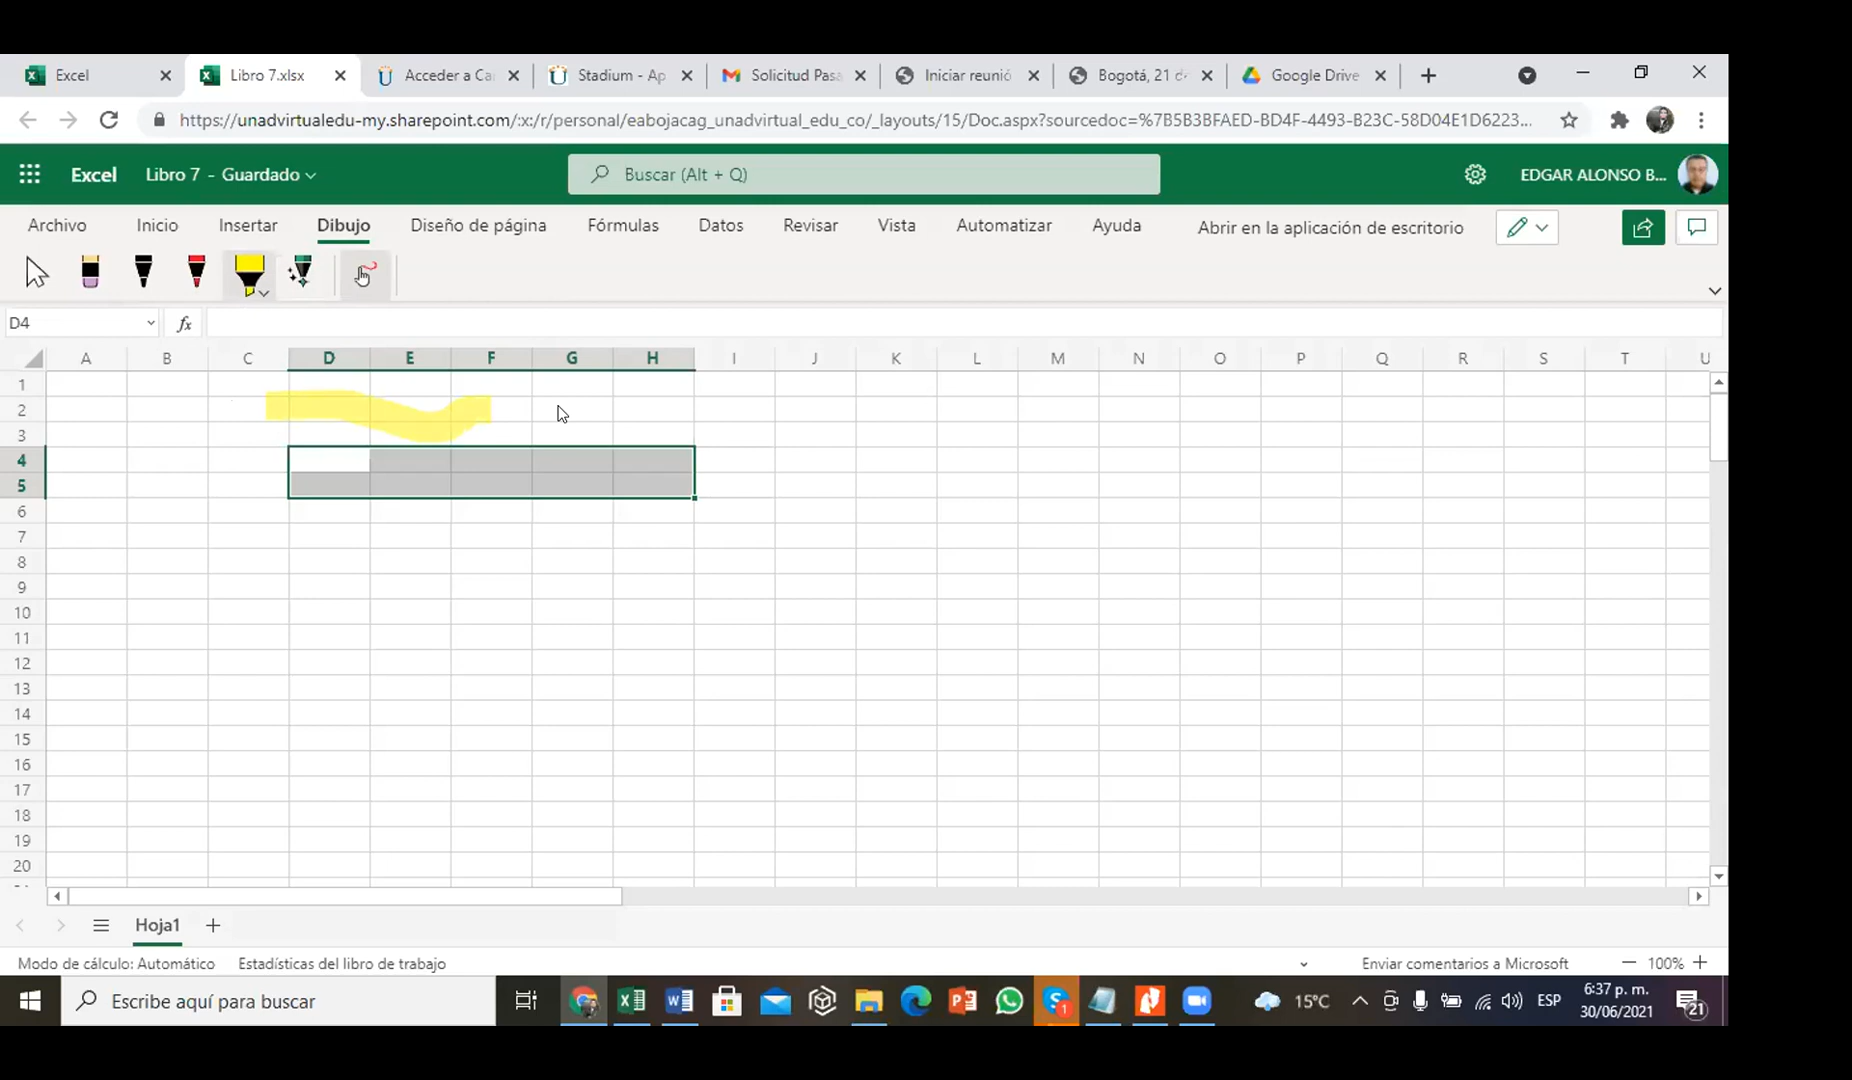 Excel
Libro 7.xlsx
Acceder a Ca
Stadium - Ap
Solicitud Pasa
Iniciar reunió
Bogotá, 21 d
Google Drive
https://unadvirtualedu-my.sharepoint.com/:x:/r/personal/eabojacag_unadvirtual_edu_co/_layouts/15/Doc.aspx?sourcedoc=%7B5B3BFAED-BD4F-4493-B23C-58D04E1D6223...
Excel
Libro 7 - Guardado
Buscar (Alt + Q)
EDGAR ALONSO B...
Archivo
Inicio
Insertar
Dibujo
Diseño de página
Fórmulas
Datos
Revisar
Vista
Automatizar
Ayuda
Abrir en la aplicación de escritorio
D4
fx
A B C D E F G H I J K L M N O P Q R S T U
1
2
3
4
5
6
7
8
9
10
11
12
13
14
15
16
17
18
19
20
Hoja1
Modo de cálculo: Automático
Estadísticas del libro de trabajo
Enviar comentarios a Microsoft
100%
Escribe aquí para buscar
1
15°C
ESP
6:37 p. m.
30/06/2021
21